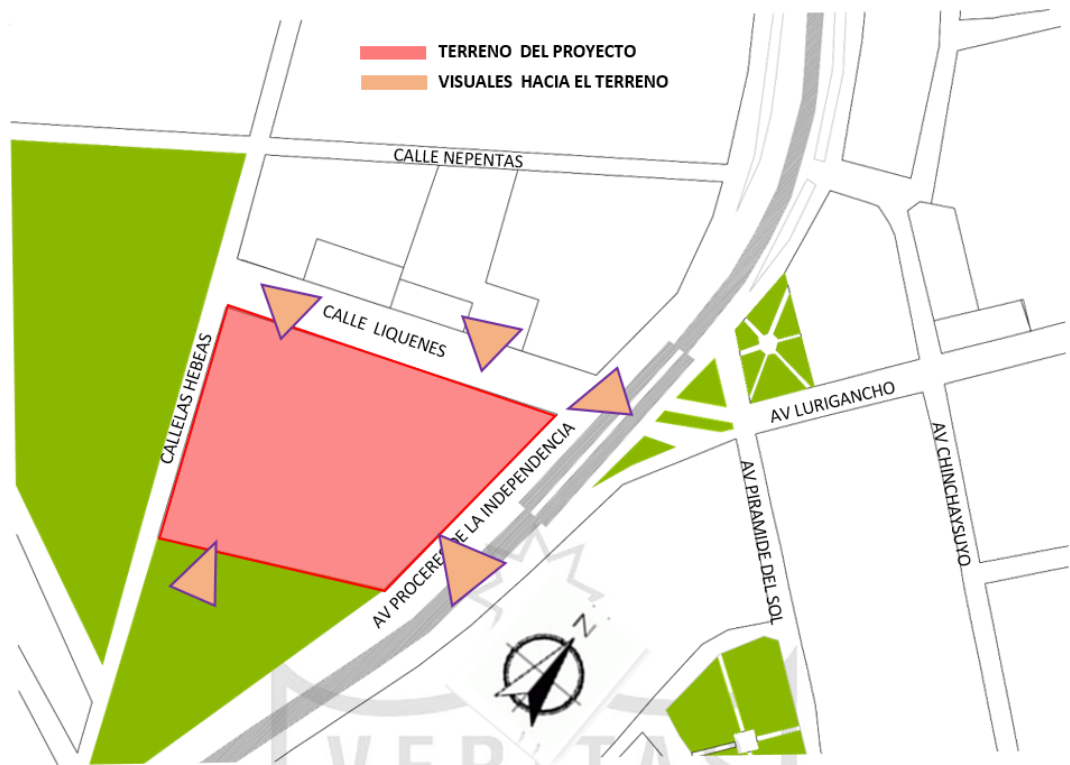 TERRENO DEL PROYECTO
VISUALES HACIA EL TERRENO
CALLE NEPENTAS
CALLE LIQUENES
CALLELAS HEBEAS
AV PROCERES DE LA INDEPENDENCIA
AV LURIGANCHO
AV PIRAMIDE DEL SOL
AV CHINCHAYSUYO
N
VERITAS